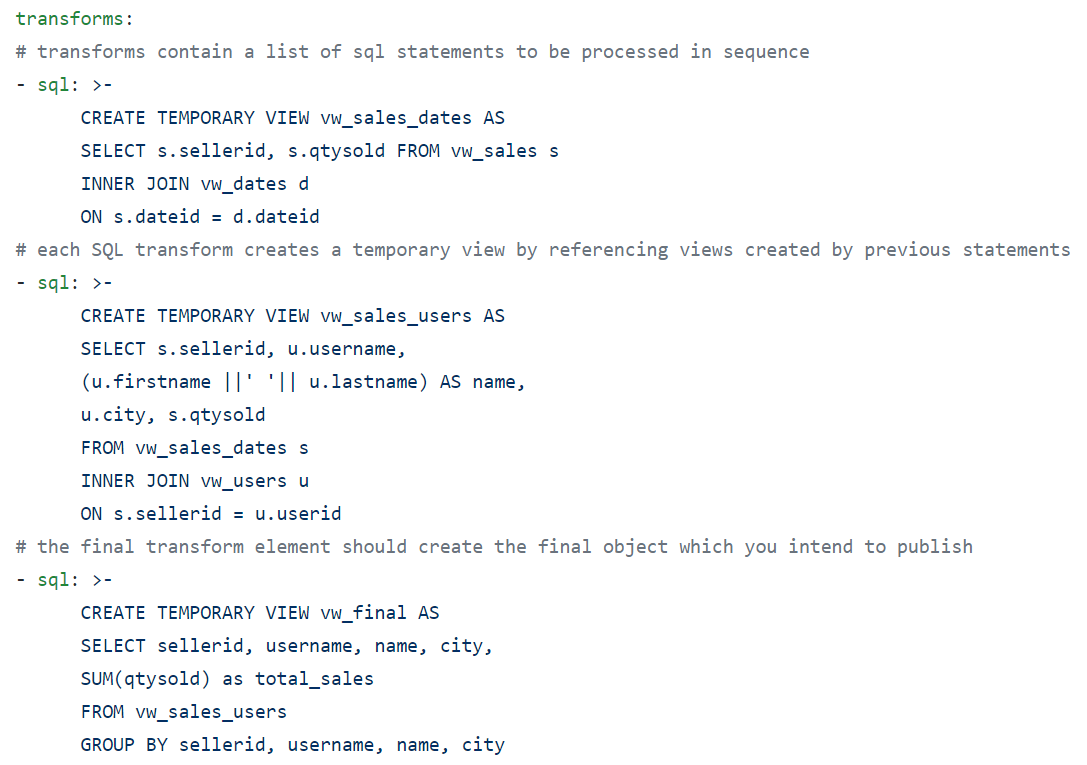 transforms:
# transforms contain a list of sql statements to be processed in sequence
- sql: >-
CREATE TEMPORARY VIEW vw_sales_dates AS
SELECT s.sellerid, s.qtysold FROM vw_sales s
INNER JOIN vw_dates d
ON s.dateid = d.dateid
# each SQL transform creates a temporary view by referencing views created by previous statements
- sql: >-
CREATE TEMPORARY VIEW vw_sales_users AS
SELECT s.sellerid, u.username,
(u.firstname ||' '|| u.lastname) AS name,
u.city, s.qtysold
FROM vw_sales_dates s
INNER JOIN vw_users u
ON s.sellerid = u.userid
# the final transform element should create the final object which you intend to publish
- sql: >-
CREATE TEMPORARY VIEW vw_final AS
SELECT sellerid, username, name, city,
SUM(qtysold) as total_sales
FROM vw_sales_users
GROUP BY sellerid, username, name, city